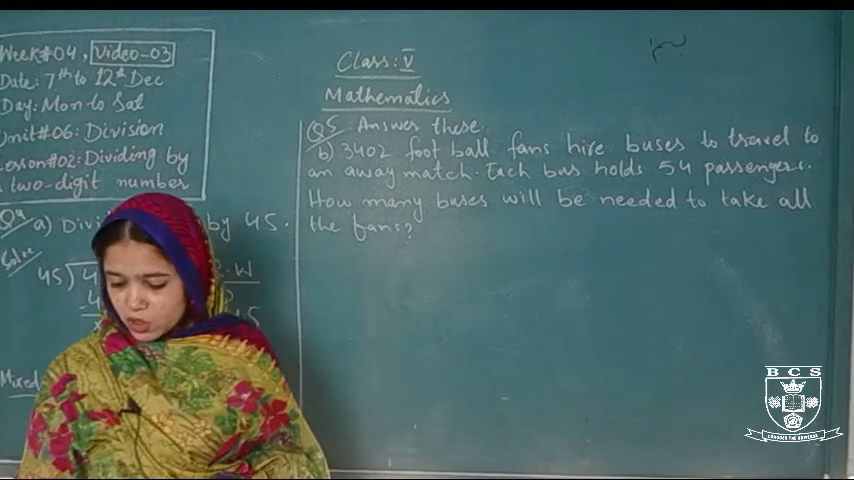 Week#04, Video-03
Date: 7th to 12th Dec
Day: Mon to Sat
Unit#06: Division
Lesson#02: Dividing by
a two-digit number
Q4 a) by 45.
Solve
45)4
R.W
Mixed
Class: V
Mathematics
Q5 Answer these.
b) 3402 foot ball fans hire buses to travel to
an away match. Each bus holds 54 passengers.
How many buses will be needed to take all
the fans?
BCS